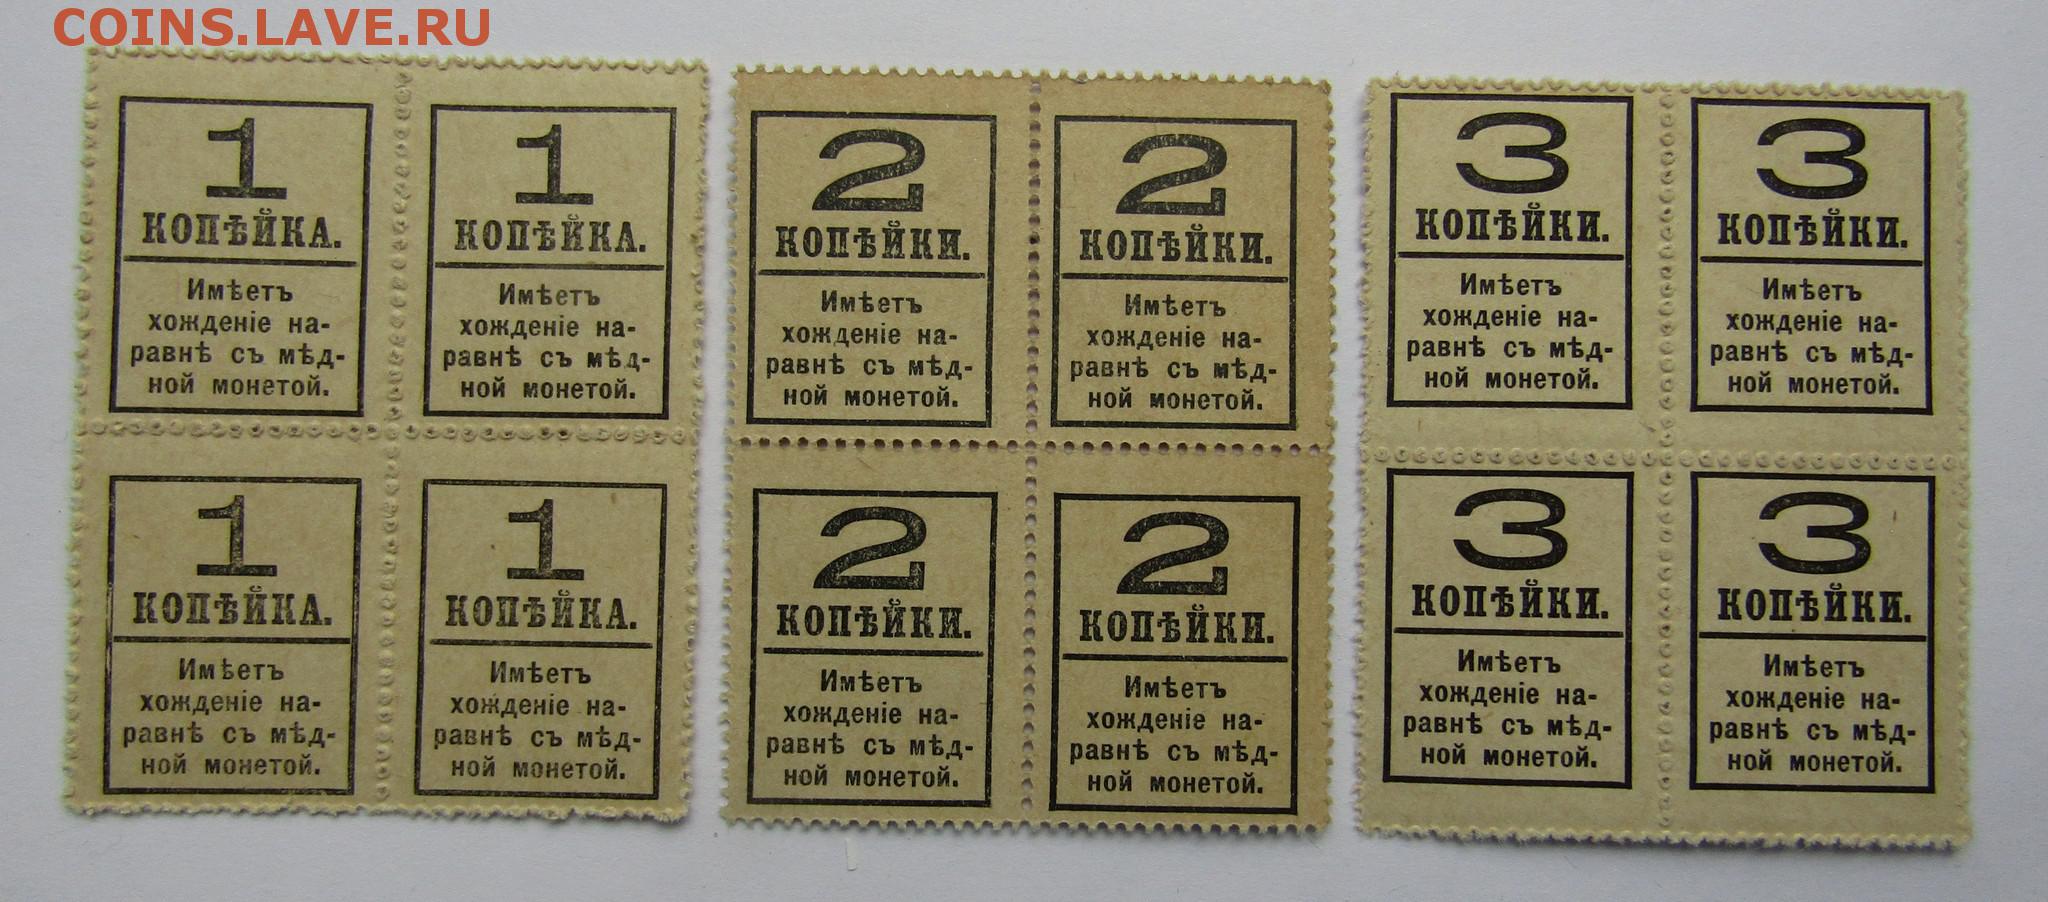 COINS.LAVE.RU
1
КОПѢЙКА.
Имѣетъ
хожденіе на-
равнѣ съ мѣд-
ной монетой.
1
КОПѢЙКА.
Имѣетъ
хожденіе на-
равнѣ съ мѣд-
ной монетой.
2
КОПѢЙКИ.
Имѣетъ
хожденіе на-
равнѣ съ мѣд-
ной монетой.
2
КОПѢЙКИ.
Имѣетъ
хожденіе на-
равнѣ съ мѣд-
ной монетой.
3
КОПѢЙКИ.
Имѣетъ
хожденіе на-
равнѣ съ мѣд-
ной монетой.
3
КОПѢЙКИ.
Имѣетъ
хожденіе на-
равнѣ съ мѣд-
ной монетой.
1
КОПѢЙКА.
Имѣетъ
хожденіе на-
равнѣ съ мѣд-
ной монетой.
1
КОПѢЙКА.
Имѣетъ
хожденіе на-
равнѣ съ мѣд-
ной монетой.
2
КОПѢЙКИ.
Имѣетъ
хожденіе на-
равнѣ съ мѣд-
ной монетой.
2
КОПѢЙКИ.
Имѣетъ
хожденіе на-
равнѣ съ мѣд-
ной монетой.
3
КОПѢЙКИ.
Имѣетъ
хожденіе на-
равнѣ съ мѣд-
ной монетой.
3
КОПѢЙКИ.
Имѣетъ
хожденіе на-
равнѣ съ мѣд-
ной монетой.